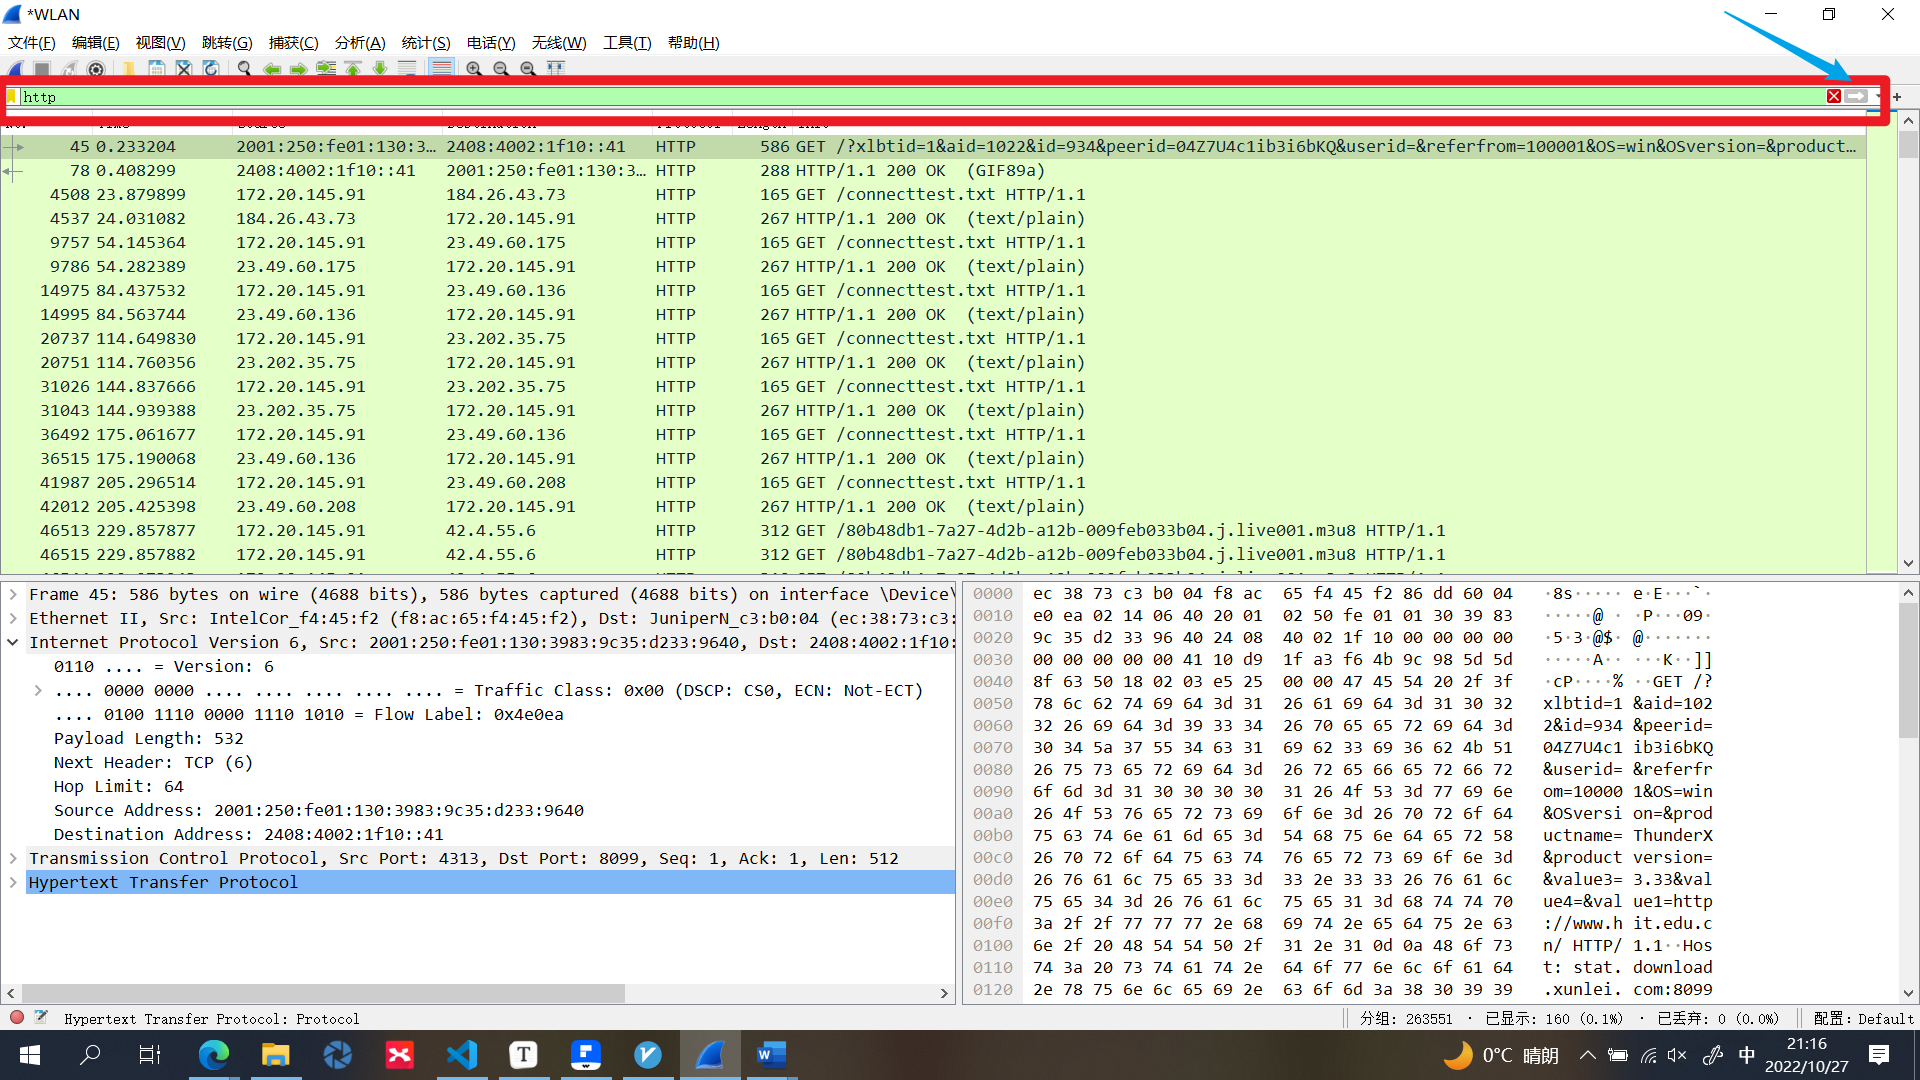 *WLAN
文件(F) 编辑(E) 视图(V) 跳转(G) 捕获(C) 分析(A) 统计(S) 电话(Y) 无线(W) 工具(T) 帮助(H)
http
45 0.233204 2001:250:fe01:130:3… 2408:4002:1f10::41 HTTP 586 GET /?xlbtid=1&aid=1022&id=934&peerid=04Z7U4c1ib3i6bKQ&userid=&referfrom=100001&OS=win&OSversion=&product…
78 0.408299 2408:4002:1f10::41 2001:250:fe01:130:3… HTTP 288 HTTP/1.1 200 OK (GIF89a)
4508 23.879899 172.20.145.91 184.26.43.73 HTTP 165 GET /connecttest.txt HTTP/1.1
4537 24.031082 184.26.43.73 172.20.145.91 HTTP 267 HTTP/1.1 200 OK (text/plain)
9757 54.145364 172.20.145.91 23.49.60.175 HTTP 165 GET /connecttest.txt HTTP/1.1
9786 54.282389 23.49.60.175 172.20.145.91 HTTP 267 HTTP/1.1 200 OK (text/plain)
14975 84.437532 172.20.145.91 23.49.60.136 HTTP 165 GET /connecttest.txt HTTP/1.1
14995 84.563744 23.49.60.136 172.20.145.91 HTTP 267 HTTP/1.1 200 OK (text/plain)
20737 114.649830 172.20.145.91 23.202.35.75 HTTP 165 GET /connecttest.txt HTTP/1.1
20751 114.760356 23.202.35.75 172.20.145.91 HTTP 267 HTTP/1.1 200 OK (text/plain)
31026 144.837666 172.20.145.91 23.202.35.75 HTTP 165 GET /connecttest.txt HTTP/1.1
31043 144.939388 23.202.35.75 172.20.145.91 HTTP 267 HTTP/1.1 200 OK (text/plain)
36492 175.061677 172.20.145.91 23.49.60.136 HTTP 165 GET /connecttest.txt HTTP/1.1
36515 175.190068 23.49.60.136 172.20.145.91 HTTP 267 HTTP/1.1 200 OK (text/plain)
41987 205.296514 172.20.145.91 23.49.60.208 HTTP 165 GET /connecttest.txt HTTP/1.1
42012 205.425398 23.49.60.208 172.20.145.91 HTTP 267 HTTP/1.1 200 OK (text/plain)
46513 229.857877 172.20.145.91 42.4.55.6 HTTP 312 GET /80b48db1-7a27-4d2b-a12b-009feb033b04.j.live001.m3u8 HTTP/1.1
46515 229.857882 172.20.145.91 42.4.55.6 HTTP 312 GET /80b48db1-7a27-4d2b-a12b-009feb033b04.j.live001.m3u8 HTTP/1.1
Frame 45: 586 bytes on wire (4688 bits), 586 bytes captured (4688 bits) on interface \Device\
Ethernet II, Src: IntelCor_f4:45:f2 (f8:ac:65:f4:45:f2), Dst: JuniperN_c3:b0:04 (ec:38:73:c3:
Internet Protocol Version 6, Src: 2001:250:fe01:130:3983:9c35:d233:9640, Dst: 2408:4002:1f10:
0110 .... = Version: 6
.... 0000 0000 .... .... .... .... .... = Traffic Class: 0x00 (DSCP: CS0, ECN: Not-ECT)
.... 0100 1110 0000 1110 1010 = Flow Label: 0x4e0ea
Payload Length: 532
Next Header: TCP (6)
Hop Limit: 64
Source Address: 2001:250:fe01:130:3983:9c35:d233:9640
Destination Address: 2408:4002:1f10::41
Transmission Control Protocol, Src Port: 4313, Dst Port: 8099, Seq: 1, Ack: 1, Len: 512
Hypertext Transfer Protocol
0000 ec 38 73 c3 b0 04 f8 ac 65 f4 45 f2 86 dd 60 04 ·8s····· e·E···`·
0010 e0 ea 02 14 06 40 20 01 02 50 fe 01 01 30 39 83 ·····@ · ·P···09·
0020 9c 35 d2 33 96 40 24 08 40 02 1f 10 00 00 00 00 ·5·3·@$· @·······
0030 00 00 00 00 00 41 10 d9 1f a3 f6 4b 9c 98 5d 5d ·····A·· ···K··]]
0040 8f 63 50 18 02 03 e5 25 00 00 47 45 54 20 2f 3f ·cP····% ··GET /?
0050 78 6c 62 74 69 64 3d 31 26 61 69 64 3d 31 30 32 xlbtid=1 &aid=102
0060 32 26 69 64 3d 39 33 34 26 70 65 65 72 69 64 3d 2&id=934 &peerid=
0070 30 34 5a 37 55 34 63 31 69 62 33 69 36 62 4b 51 04Z7U4c1 ib3i6bKQ
0080 26 75 73 65 72 69 64 3d 26 72 65 66 65 72 66 72 &userid= &referfr
0090 6f 6d 3d 31 30 30 30 30 31 26 4f 53 3d 77 69 6e om=10000 1&OS=win
00a0 26 4f 53 76 65 72 73 69 6f 6e 3d 26 70 72 6f 64 &OSversi on=&prod
00b0 75 63 74 6e 61 6d 65 3d 54 68 75 6e 64 65 72 58 uctname= ThunderX
00c0 26 70 72 6f 64 75 63 74 76 65 72 73 69 6f 6e 3d &product version=
00d0 26 76 61 6c 75 65 33 3d 33 2e 33 33 26 76 61 6c &value3= 3.33&val
00e0 75 65 34 3d 26 76 61 6c 75 65 31 3d 68 74 74 70 ue4=&val ue1=http
00f0 3a 2f 2f 77 77 77 2e 68 69 74 2e 65 64 75 2e 63 ://www.h it.edu.c
0100 6e 2f 20 48 54 54 50 2f 31 2e 31 0d 0a 48 6f 73 n/ HTTP/ 1.1··Hos
0110 74 3a 20 73 74 61 74 2e 64 6f 77 6e 6c 6f 61 64 t: stat. download
0120 2e 78 75 6e 6c 65 69 2e 63 6f 6d 3a 38 30 39 39 .xunlei. com:8099
Hypertext Transfer Protocol: Protocol 分组: 263551 · 已显示: 160 (0.1%) · 已丢弃: 0 (0.0%) 配置: Default
0°C 晴朗 中 21:16
2022/10/27